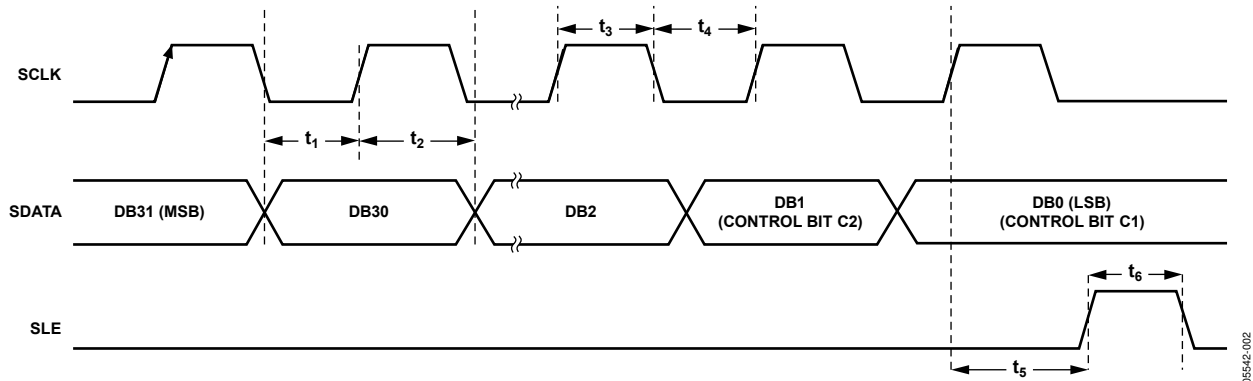 t3
t4
SCLK
t1
t2
SDATA
DB31 (MSB)
DB30
DB2
DB1
(CONTROL BIT C2)
DB0 (LSB)
(CONTROL BIT C1)
t6
SLE
t5
05542-002